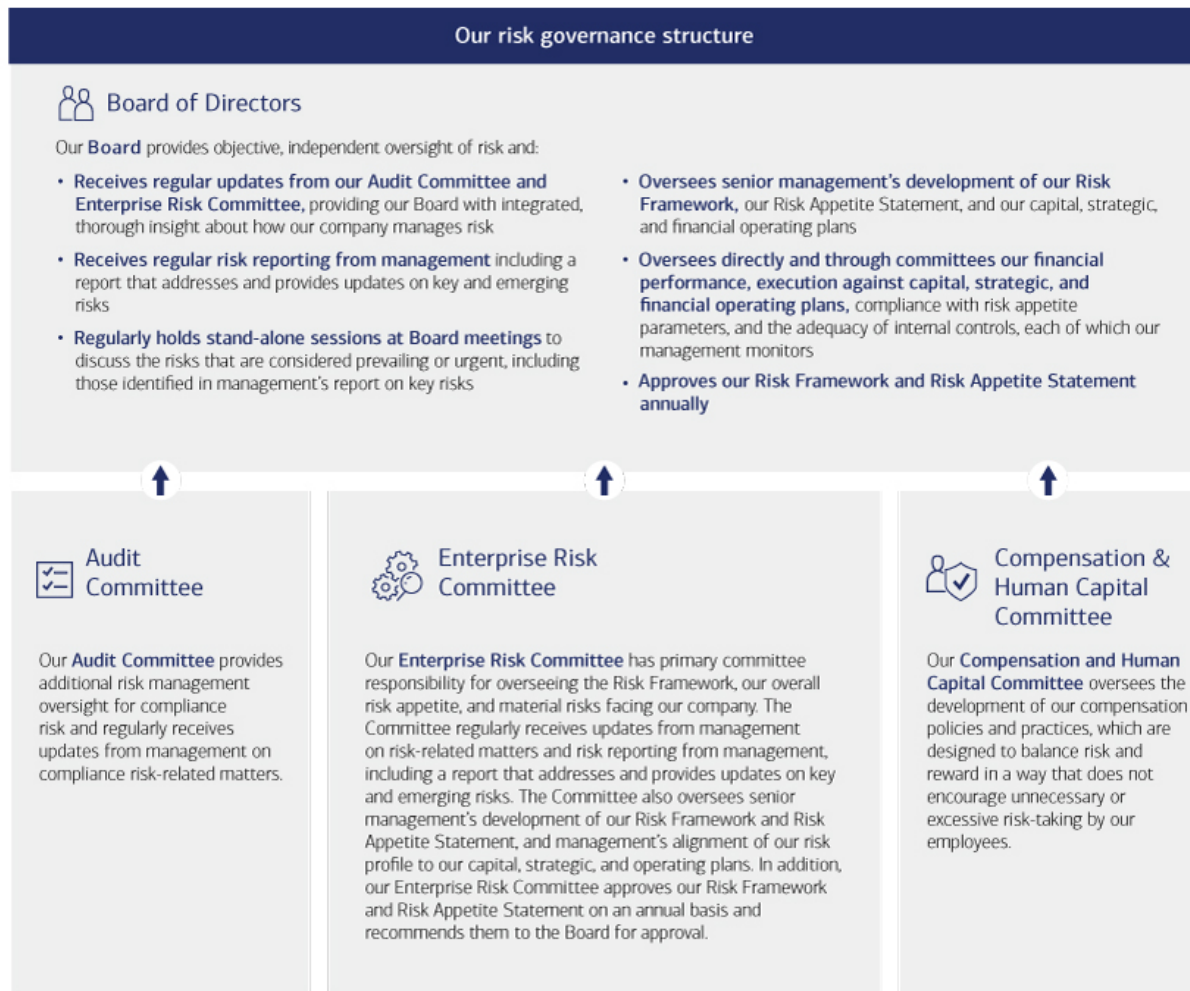 Our risk governance structure
Board of Directors
Our Board provides objective, independent oversight of risk and:
• Receives regular updates from our Audit Committee and
Enterprise Risk Committee, providing our Board with integrated,
thorough insight about how our company manages risk
• Receives regular risk reporting from management including a
report that addresses and provides updates on key and emerging
risks
• Regularly holds stand-alone sessions at Board meetings to
discuss the risks that are considered prevailing or urgent, including
those identified in management's report on key risks
• Oversees senior management's development of our Risk
Framework, our Risk Appetite Statement, and our capital, strategic,
and financial operating plans
• Oversees directly and through committees our financial
performance, execution against capital, strategic, and
financial operating plans, compliance with risk appetite
parameters, and the adequacy of internal controls, each of which our
management monitors
• Approves our Risk Framework and Risk Appetite Statement
annually
Audit
Committee
Our Audit Committee provides
additional risk management
oversight for compliance
risk and regularly receives
updates from management on
compliance risk-related matters.
Enterprise Risk
Committee
Our Enterprise Risk Committee has primary committee
responsibility for overseeing the Risk Framework, our overall
risk appetite, and material risks facing our company. The
Committee regularly receives updates from management
on risk-related matters and risk reporting from management,
including a report that addresses and provides updates on key
and emerging risks. The Committee also oversees senior
management's development of our Risk Framework and Risk
Appetite Statement, and management's alignment of our risk
profile to our capital, strategic, and operating plans. In addition,
our Enterprise Risk Committee approves our Risk Framework
and Risk Appetite Statement on an annual basis and
recommends them to the Board for approval.
Compensation &
Human Capital
Committee
Our Compensation and Human
Capital Committee oversees the
development of our compensation
policies and practices, which are
designed to balance risk and
reward in a way that does not
encourage unnecessary or
excessive risk-taking by our
employees.